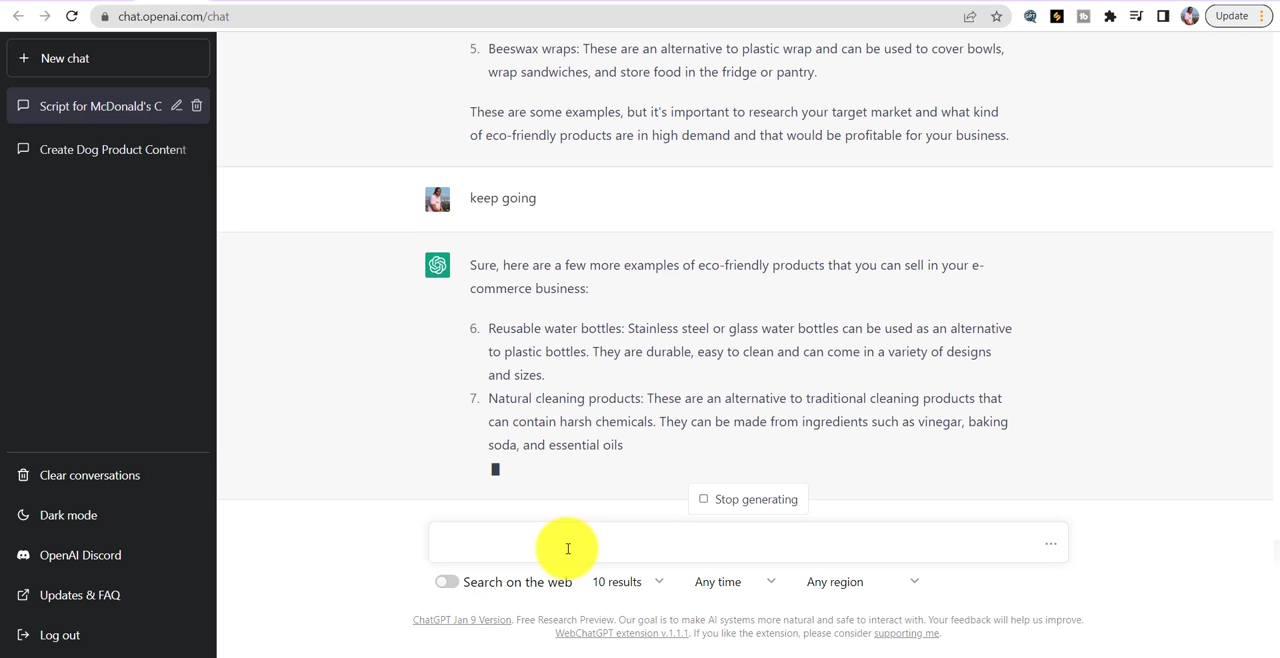 chat.openai.com/chat
Update
New chat
Script for McDonald's C
Create Dog Product Content
5. Beeswax wraps: These are an alternative to plastic wrap and can be used to cover bowls,
wrap sandwiches, and store food in the fridge or pantry.
These are some examples, but it's important to research your target market and what kind
of eco-friendly products are in high demand and that would be profitable for your business.
keep going
Sure, here are a few more examples of eco-friendly products that you can sell in your e-
commerce business:
6. Reusable water bottles: Stainless steel or glass water bottles can be used as an alternative
to plastic bottles. They are durable, easy to clean and can come in a variety of designs
and sizes.
7. Natural cleaning products: These are an alternative to traditional cleaning products that
can contain harsh chemicals. They can be made from ingredients such as vinegar, baking
soda, and essential oils
Stop generating
Search on the web 10 results Any time Any region
ChatGPT Jan 9 Version. Free Research Preview. Our goal is to make AI systems more natural and safe to interact with. Your feedback will help us improve.
WebChatGPT extension v.1.1.1. If you like the extension, please consider supporting me.
Clear conversations
Dark mode
OpenAI Discord
Updates & FAQ
Log out